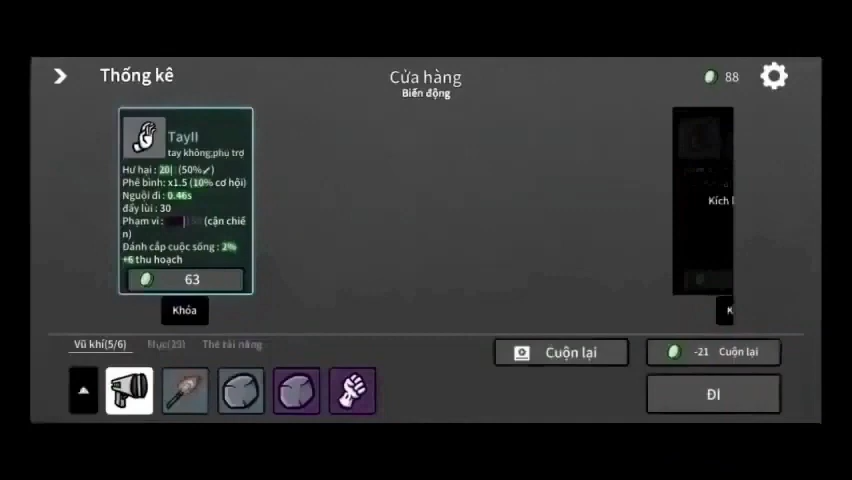 Thống kê
Cửa hàng
Biến động
88
TayII
tay không;phụ trợ
Hư hại : 20| (50%)
Phê bình: x1.5 (10% cơ hội)
Nguội đi : 0.46s
đẩy lùi : 30
Phạm vi : (cận chiế
n)
Đánh cắp cuộc sống : 2%
+6 thu hoạch
63
Khóa
Kích
K
Vũ khí(5/6) Mục(23) Thẻ tài năng
Cuộn lại
-21 Cuộn lại
ĐI